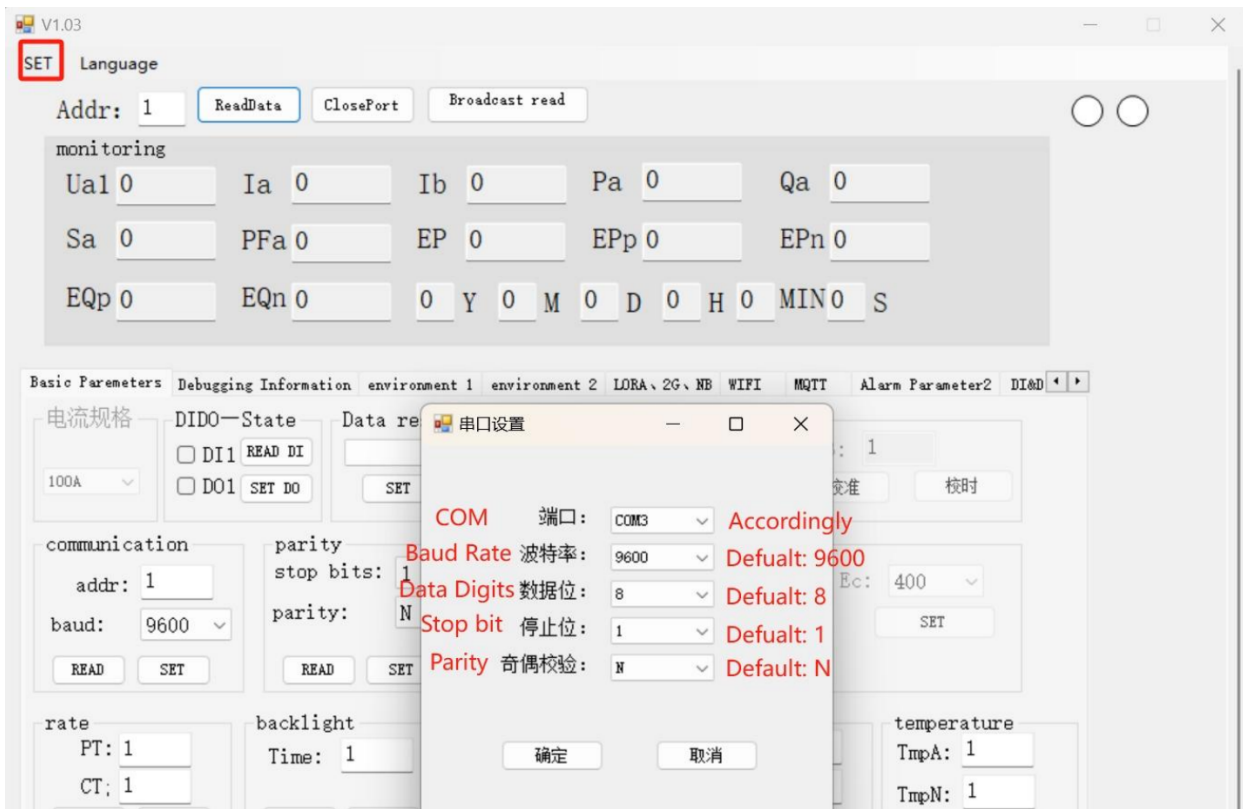 V1.03
SET Language
Addr: 1 ReadData ClosePort Broadcast read
monitoring
Ua1 0 Ia 0 Ib 0 Pa 0 Qa 0
Sa 0 PFa 0 EP 0 EPp 0 EPn 0
EQp 0 EQn 0 0 Y 0 M 0 D 0 H 0 MIN 0 S
Basic Paremeters Debugging Information environment 1 environment 2 LORA、2G、NB WIFI MQTT Alarm Parameter2 DI&D
电流规格
100A
DIDO—State
DI1 READ DI
DO1 SET DO
Data re
SET
1
校时
communication
addr: 1
baud: 9600
READ SET
parity
stop bits: 1
parity: N
READ SET
Ec: 400
SET
rate
PT: 1
CT; 1
backlight
Time: 1
temperature
TmpA: 1
TmpN: 1
串口设置
COM 端口: COM3 Accordingly
Baud Rate 波特率: 9600 Defualt: 9600
Data Digits 数据位: 8 Defualt: 8
Stop bit 停止位: 1 Defualt: 1
Parity 奇偶校验: N Default: N
确定 取消